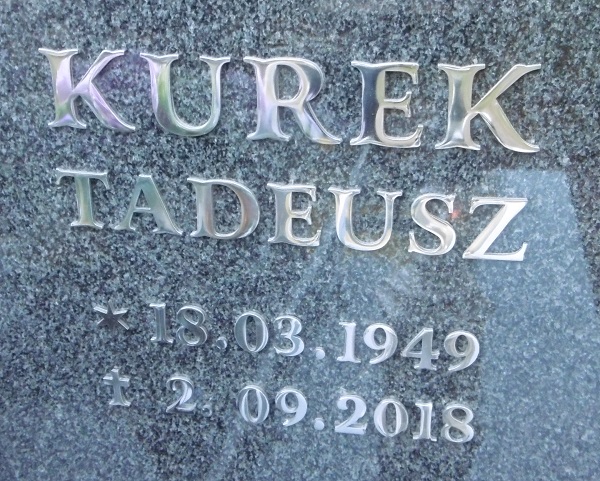 KUREK
TADEUSZ
* 18.03.1949
† 2. 09.2018